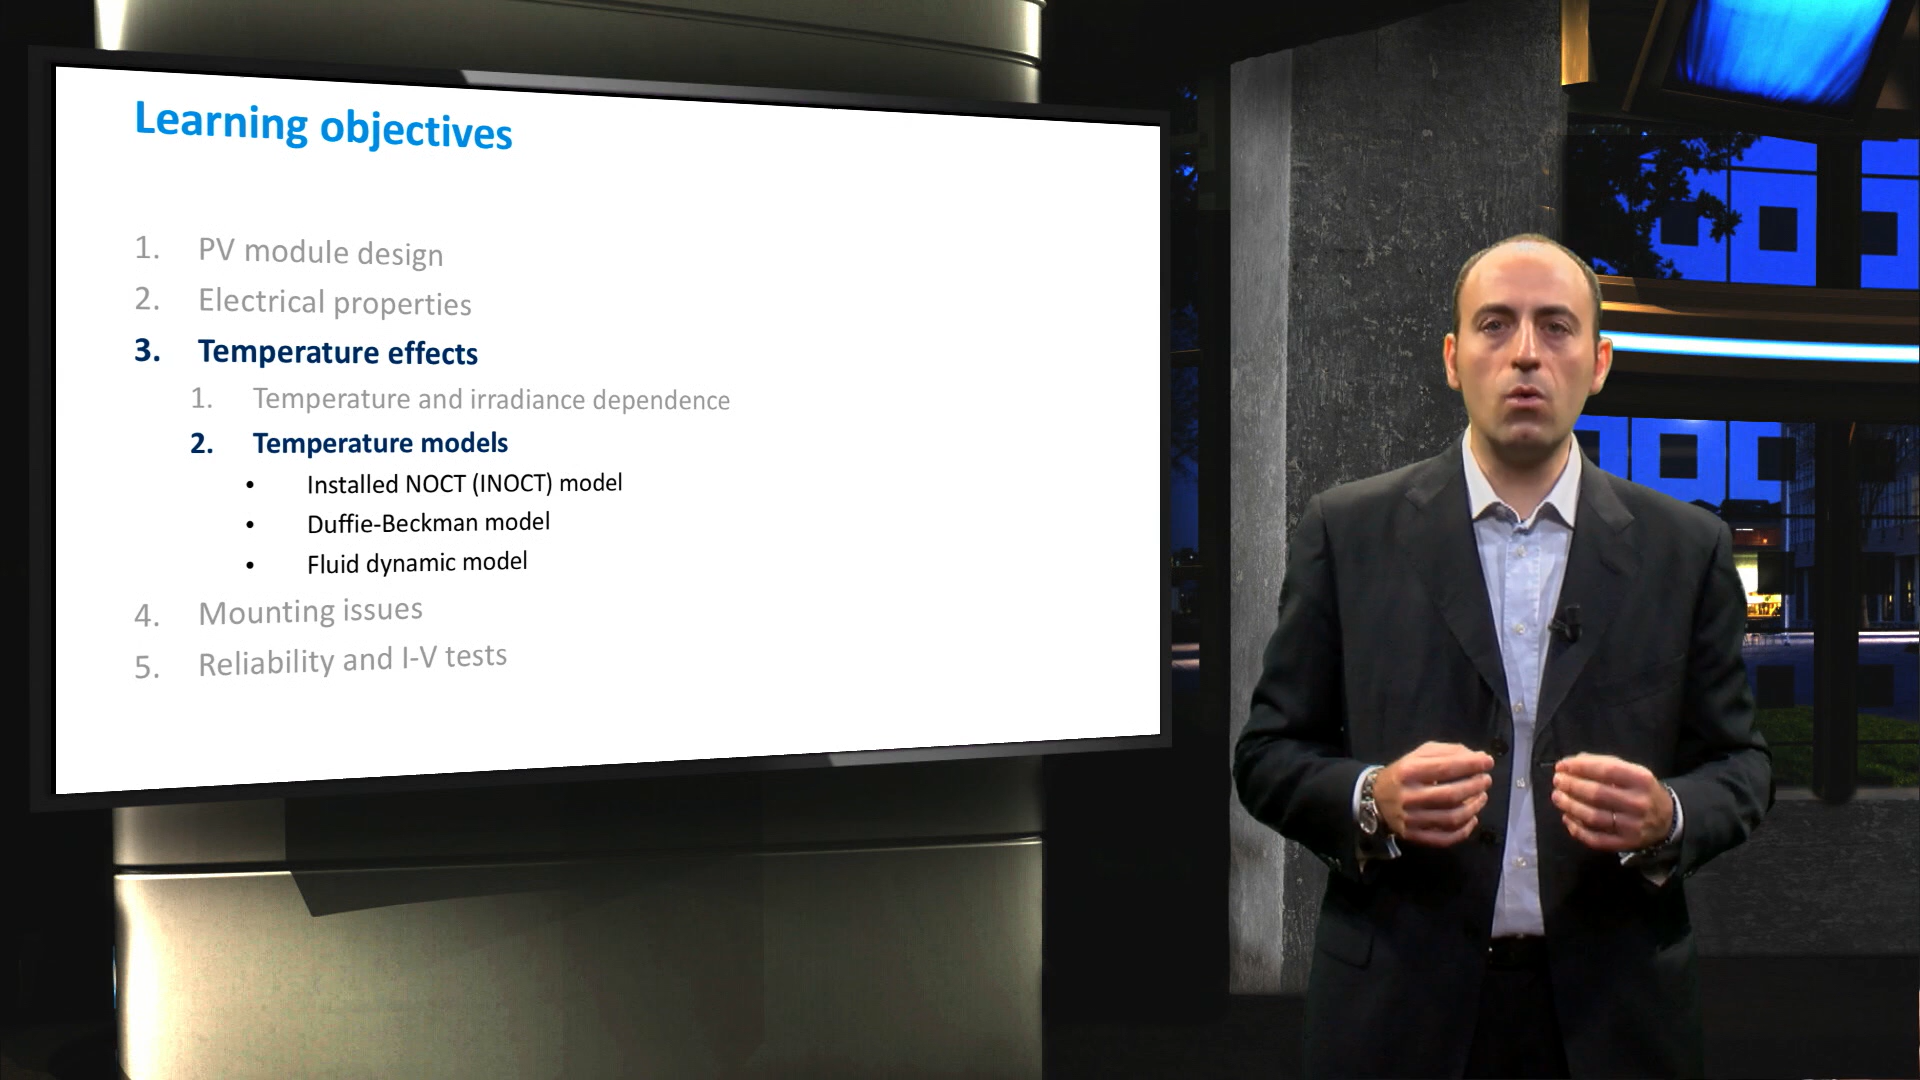 Learning objectives
1. PV module design
2. Electrical properties
3. Temperature effects
1. Temperature and irradiance dependence
2. Temperature models
• Installed NOCT (INOCT) model
• Duffie-Beckman model
• Fluid dynamic model
4. Mounting issues
5. Reliability and I-V tests